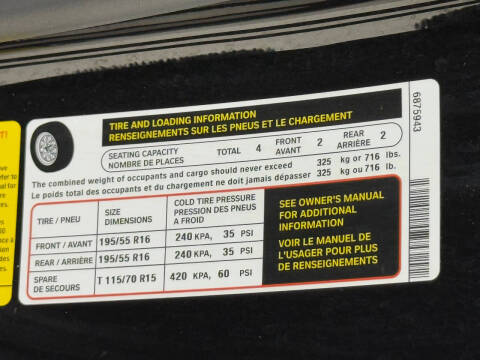 TIRE AND LOADING INFORMATION
RENSEIGNEMENTS SUR LES PNEUS ET LE CHARGEMENT
SEATING CAPACITY
NOMBRE DE PLACES
TOTAL 4
FRONT
AVANT
2
REAR
ARRIÈRE
2
The combined weight of occupants and cargo should never exceed 325 kg or 716 lbs.
Le poids total des occupants et du chargement ne doit jamais dépasser 325 kg ou 716 lb.
TIRE / PNEU
SIZE
DIMENSIONS
COLD TIRE PRESSURE
PRESSION DES PNEUS
A FROID
FRONT / AVANT 195/55 R16 240 KPA, 35 PSI
REAR / ARRIÈRE 195/55 R16 240 KPA, 35 PSI
SPARE
DE SECOURS
T 115/70 R15 420 KPA, 60 PSI
SEE OWNER'S MANUAL
FOR ADDITIONAL
INFORMATION
VOIR LE MANUEL DE
L'USAGER POUR PLUS
DE RENSEIGNEMENTS
6875943